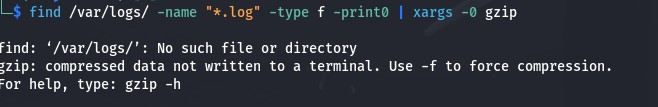 └─$ find /var/logs/ -name "*.log" -type f -print0 | xargs -0 gzip
find: ‘/var/logs/’: No such file or directory
gzip: compressed data not written to a terminal. Use -f to force compression.
For help, type: gzip -h